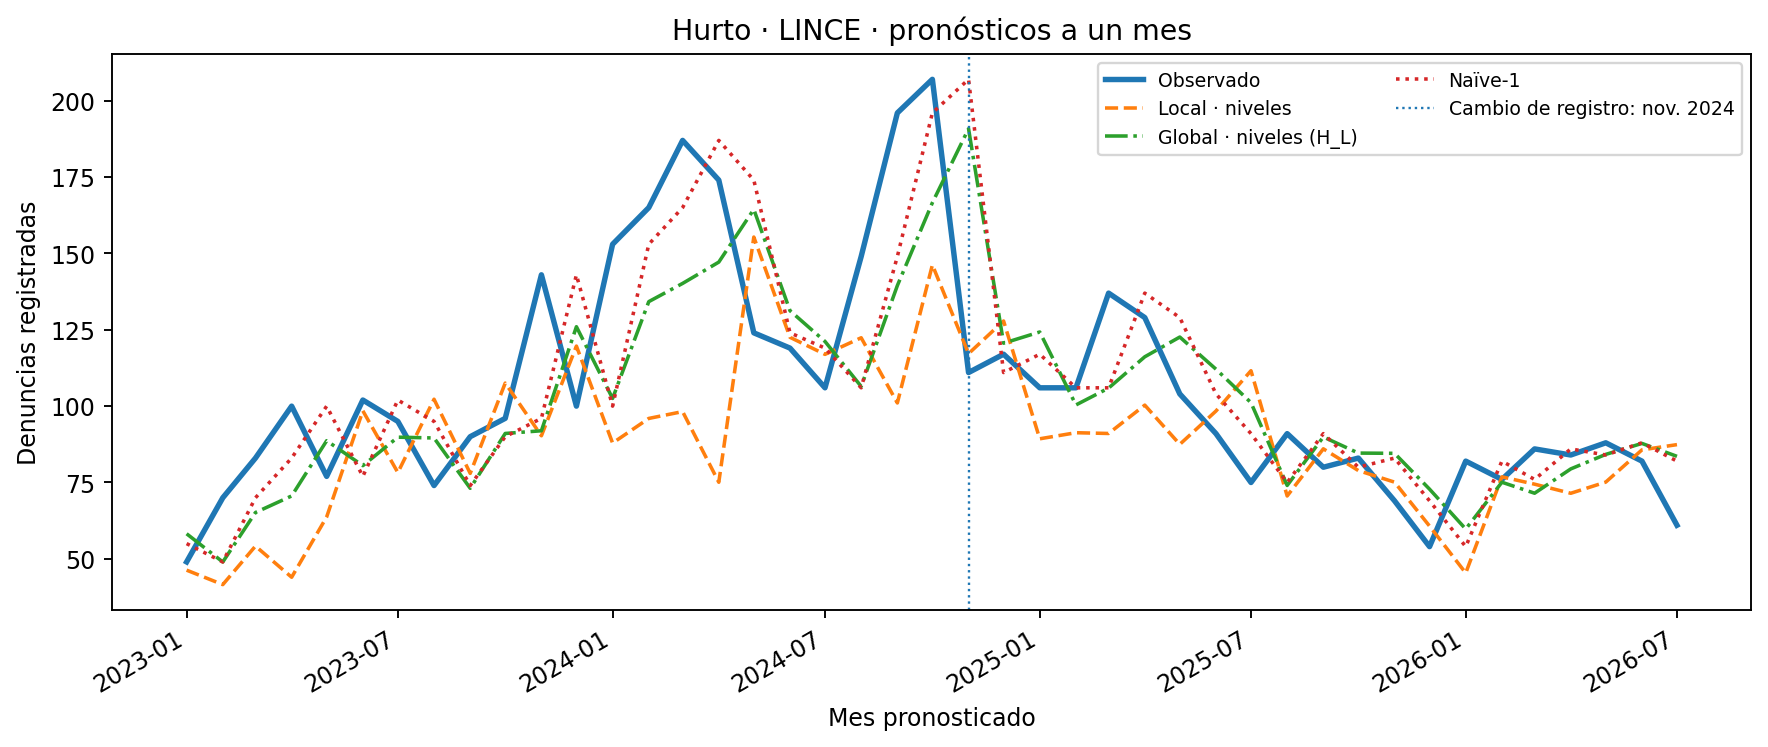 Hurto · LINCE · pronósticos a un mes
Observado
Local · niveles
Global · niveles (H_L)
Naïve-1
Cambio de registro: nov. 2024
Denuncias registradas
200
175
150
125
100
75
50
2023-01
2023-07
2024-01
2024-07
2025-01
2025-07
2026-01
2026-07
Mes pronosticado